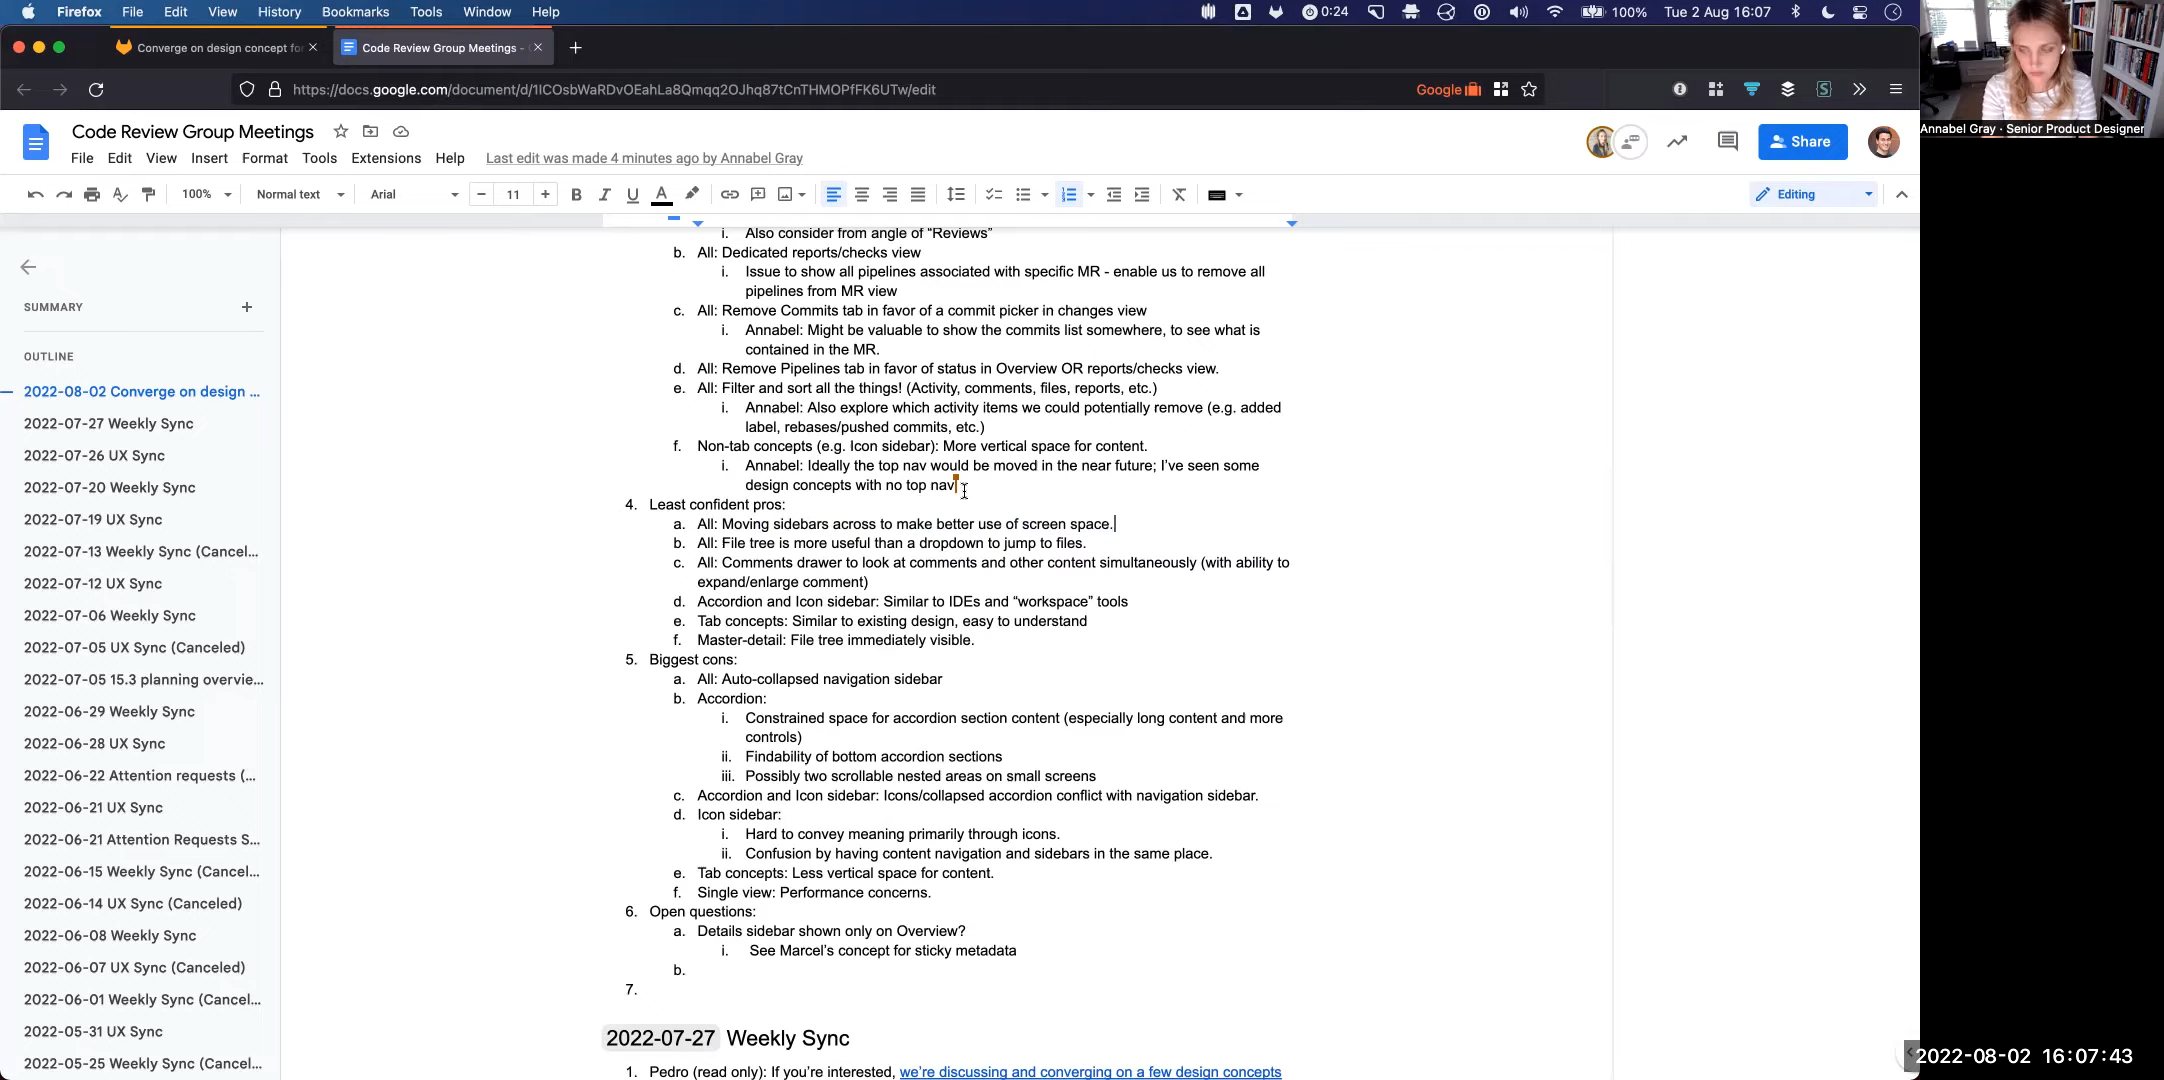 Firefox File Edit View History Bookmarks Tools Window Help 0:24 100% Tue 2 Aug 16:07
Converge on design concept fo
Code Review Group Meetings -
https://docs.google.com/document/d/1ICOsbWaRDvOEahLa8Qmqq2OJhq87tCnTHMOPfFK6UTw/edit
Google
Annabel Gray · Senior Product Designer
Code Review Group Meetings
File Edit View Insert Format Tools Extensions Help Last edit was made 4 minutes ago by Annabel Gray
Share
100% Normal text Arial 11 Editing
SUMMARY
OUTLINE
2022-08-02 Converge on design ...
2022-07-27 Weekly Sync
2022-07-26 UX Sync
2022-07-20 Weekly Sync
2022-07-19 UX Sync
2022-07-13 Weekly Sync (Cancel...
2022-07-12 UX Sync
2022-07-06 Weekly Sync
2022-07-05 UX Sync (Canceled)
2022-07-05 15.3 planning overvie...
2022-06-29 Weekly Sync
2022-06-28 UX Sync
2022-06-22 Attention requests (...
2022-06-21 UX Sync
2022-06-21 Attention Requests S...
2022-06-15 Weekly Sync (Cancel...
2022-06-14 UX Sync (Canceled)
2022-06-08 Weekly Sync
2022-06-07 UX Sync (Canceled)
2022-06-01 Weekly Sync (Cancel...
2022-05-31 UX Sync
2022-05-25 Weekly Sync (Cancel...
i. Also consider from angle of “Reviews”
b. All: Dedicated reports/checks view
i. Issue to show all pipelines associated with specific MR - enable us to remove all
pipelines from MR view
c. All: Remove Commits tab in favor of a commit picker in changes view
i. Annabel: Might be valuable to show the commits list somewhere, to see what is
contained in the MR.
d. All: Remove Pipelines tab in favor of status in Overview OR reports/checks view.
e. All: Filter and sort all the things! (Activity, comments, files, reports, etc.)
i. Annabel: Also explore which activity items we could potentially remove (e.g. added
label, rebases/pushed commits, etc.)
f. Non-tab concepts (e.g. Icon sidebar): More vertical space for content.
i. Annabel: Ideally the top nav would be moved in the near future; I’ve seen some
design concepts with no top nav
4. Least confident pros:
a. All: Moving sidebars across to make better use of screen space.
b. All: File tree is more useful than a dropdown to jump to files.
c. All: Comments drawer to look at comments and other content simultaneously (with ability to
expand/enlarge comment)
d. Accordion and Icon sidebar: Similar to IDEs and “workspace” tools
e. Tab concepts: Similar to existing design, easy to understand
f. Master-detail: File tree immediately visible.
5. Biggest cons:
a. All: Auto-collapsed navigation sidebar
b. Accordion:
i. Constrained space for accordion section content (especially long content and more
controls)
ii. Findability of bottom accordion sections
iii. Possibly two scrollable nested areas on small screens
c. Accordion and Icon sidebar: Icons/collapsed accordion conflict with navigation sidebar.
d. Icon sidebar:
i. Hard to convey meaning primarily through icons.
ii. Confusion by having content navigation and sidebars in the same place.
e. Tab concepts: Less vertical space for content.
f. Single view: Performance concerns.
6. Open questions:
a. Details sidebar shown only on Overview?
i. See Marcel’s concept for sticky metadata
b.
7.
2022-07-27 Weekly Sync
1. Pedro (read only): If you’re interested, we’re discussing and converging on a few design concepts
2022-08-02 16:07:43